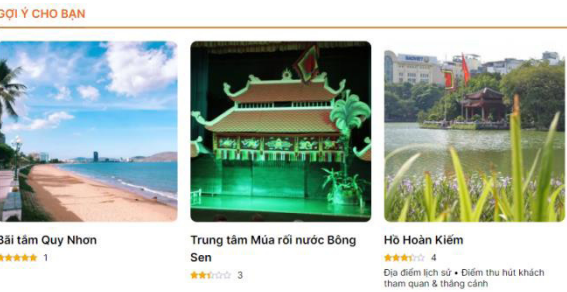 GỢI Ý CHO BẠN
Bãi tắm Quy Nhơn
1
Trung tâm Múa rối nước Bông
Sen
3
Hồ Hoàn Kiếm
4
Địa điểm lịch sử • Điểm thu hút khách
tham quan & thắng cảnh